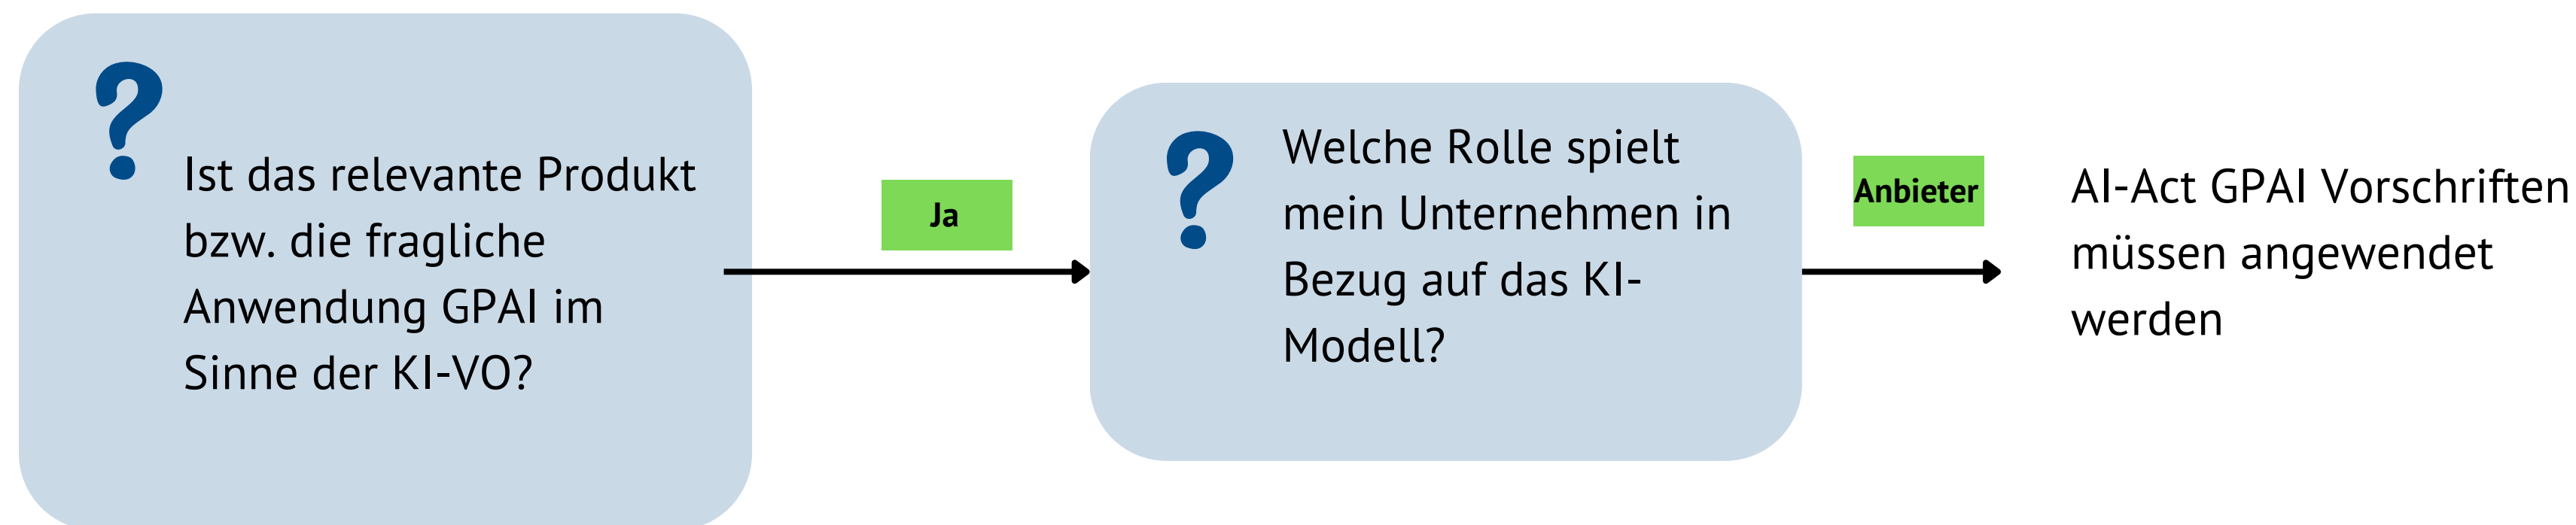 ?
Ist das relevante Produkt
bzw. die fragliche
Anwendung GPAI im
Sinne der KI-VO?
Ja
?
Welche Rolle spielt
mein Unternehmen in
Bezug auf das KI-
Modell?
Anbieter
AI-Act GPAI Vorschriften
müssen angewendet
werden